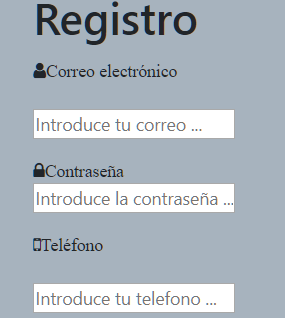 Registro
Correo electrónico
Introduce tu correo ...
Contraseña
Introduce la contraseña ...
Teléfono
Introduce tu telefono ...